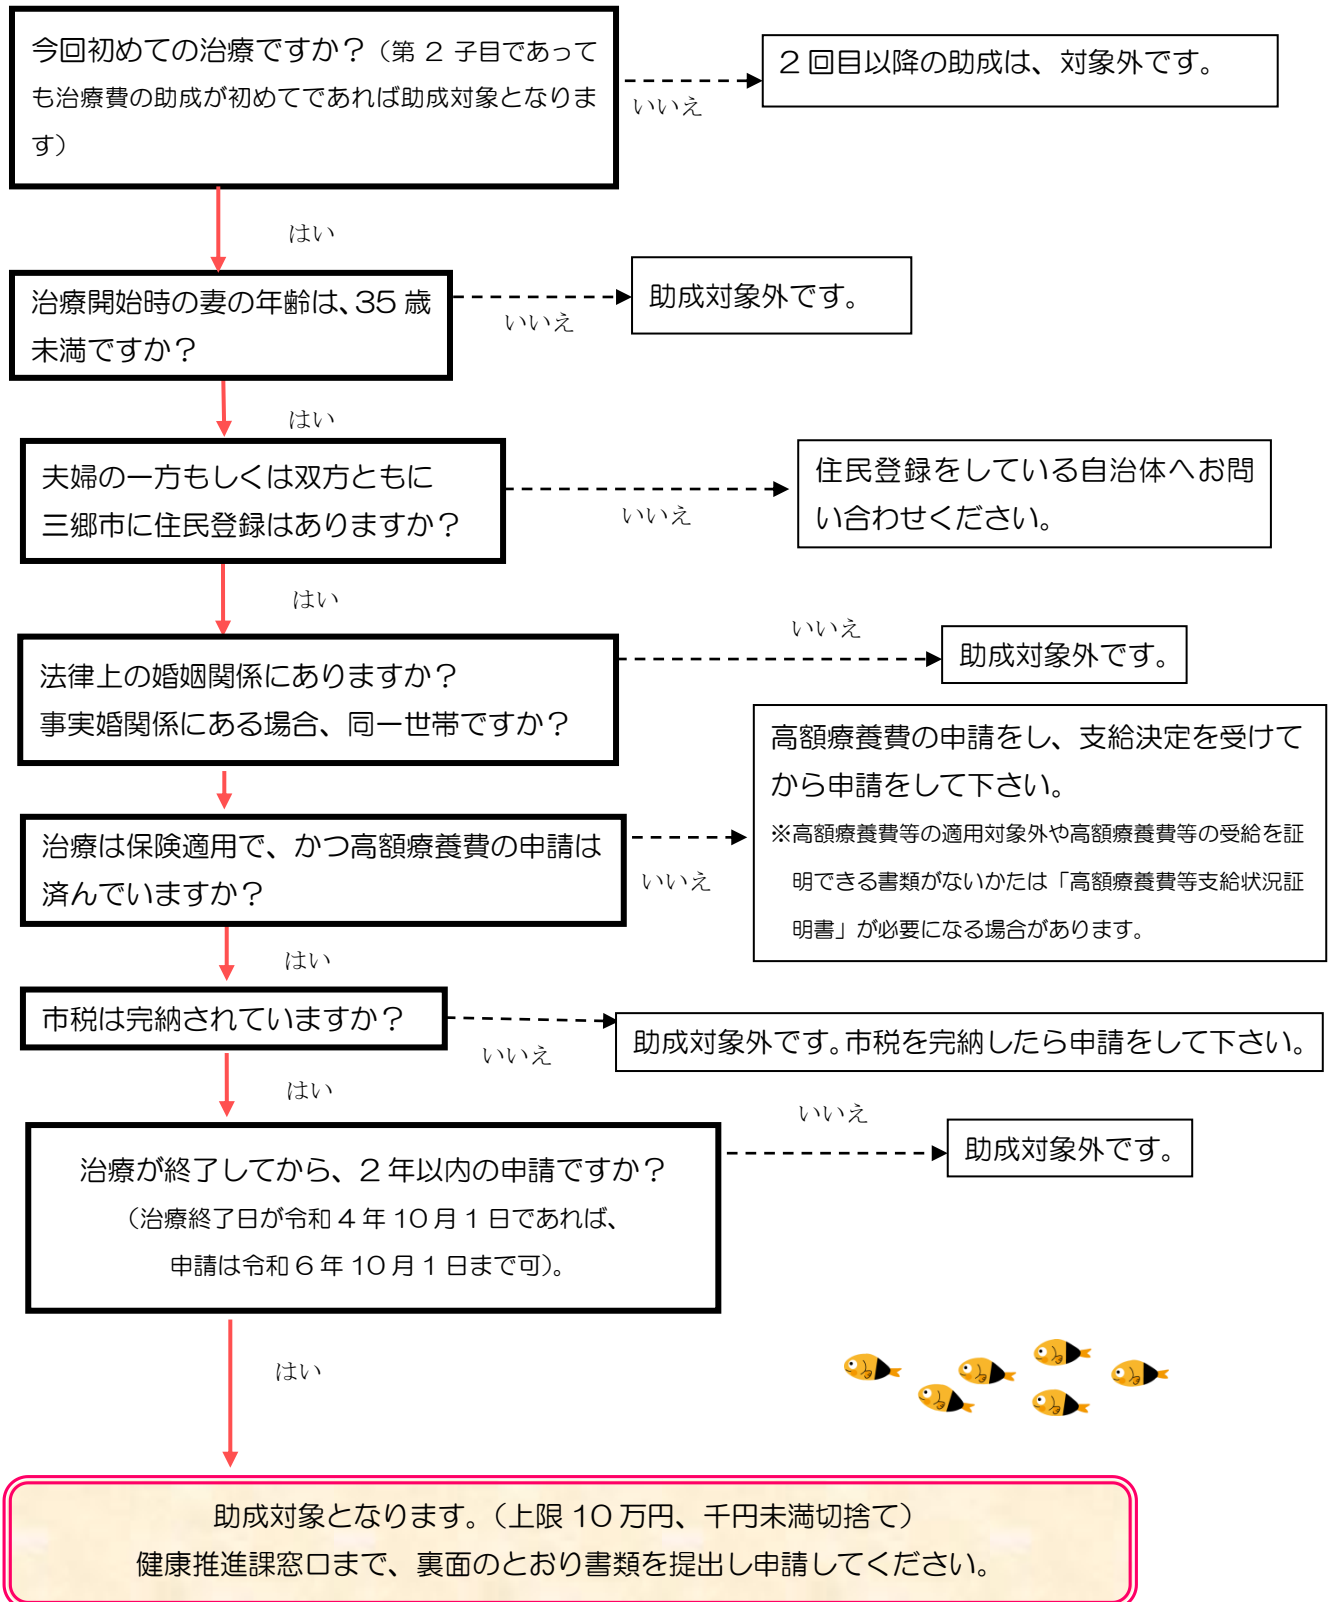 今回初めての治療ですか？（第 2 子目であって
も治療費の助成が初めてであれば助成対象となりま
す）
いいえ
2 回目以降の助成は、対象外です。
はい
治療開始時の妻の年齢は、35 歳
未満ですか？
いいえ
助成対象外です。
はい
夫婦の一方もしくは双方ともに
三郷市に住民登録はありますか？
いいえ
住民登録をしている自治体へお問
い合わせください。
はい
法律上の婚姻関係にありますか？
事実婚関係にある場合、同一世帯ですか？
いいえ
助成対象外です。
治療は保険適用で、かつ高額療養費の申請は
済んでいますか？
いいえ
高額療養費の申請をし、支給決定を受けて
から申請をして下さい。
※高額療養費等の適用対象外や高額療養費等の受給を証
明できる書類がないかたは「高額療養費等支給状況証
明書」が必要になる場合があります。
はい
市税は完納されていますか？
いいえ
助成対象外です。市税を完納したら申請をして下さい。
はい
治療が終了してから、2 年以内の申請ですか？
（治療終了日が令和 4 年 10 月 1 日であれば、
申請は令和 6 年 10 月 1 日まで可）。
いいえ
助成対象外です。
はい
助成対象となります。（上限 10 万円、千円未満切捨て）
健康推進課窓口まで、裏面のとおり書類を提出し申請してください。